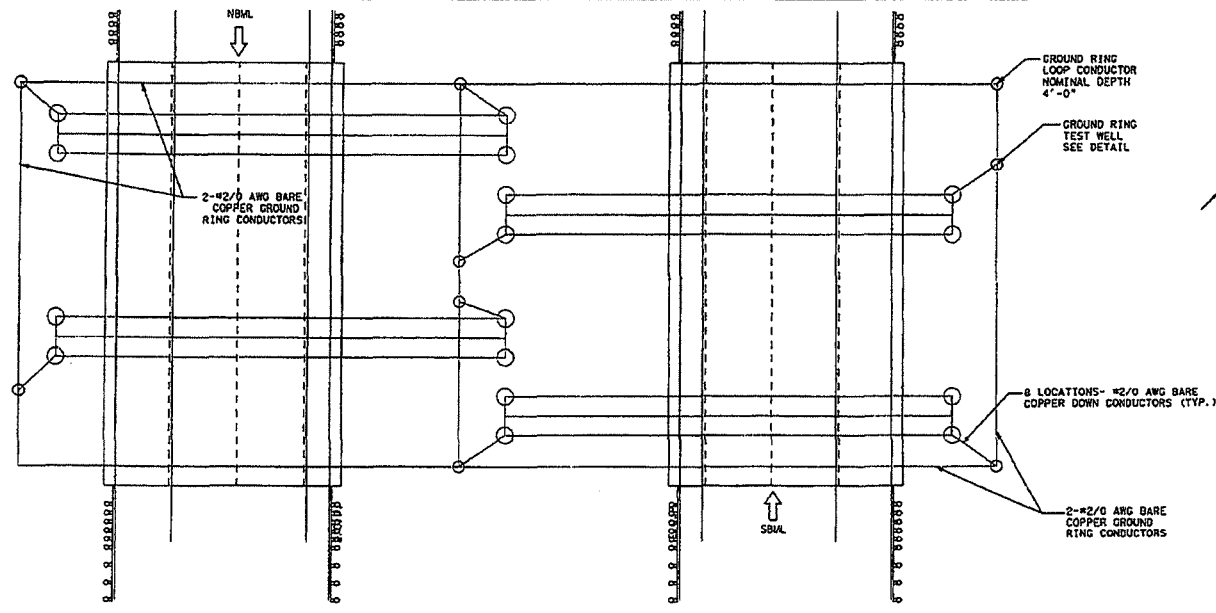 NBML
GROUND RING
LOOP CONDUCTOR
NOMINAL DEPTH
4'-0"
GROUND RING
TEST WELL
SEE DETAIL
2-#2/0 AWG BARE
COPPER GROUND
RING CONDUCTORS
8 LOCATIONS- #2/0 AWG BARE
COPPER DOWN CONDUCTORS (TYP.)
SBML
2-#2/0 AWG BARE
COPPER GROUND
RING CONDUCTORS